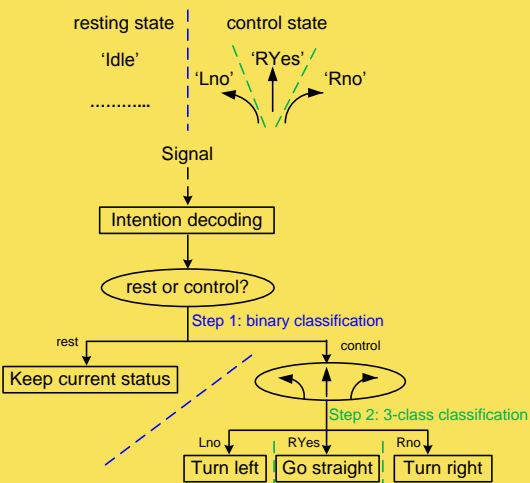 resting state
control state
'Idle'
'RYes'
'Lno'
'Rno'
...........
Signal
Intention decoding
rest or control?
Step 1: binary classification
rest
control
Keep current status
Step 2: 3-class classification
Lno
RYes
Rno
Turn left
Go straight
Turn right